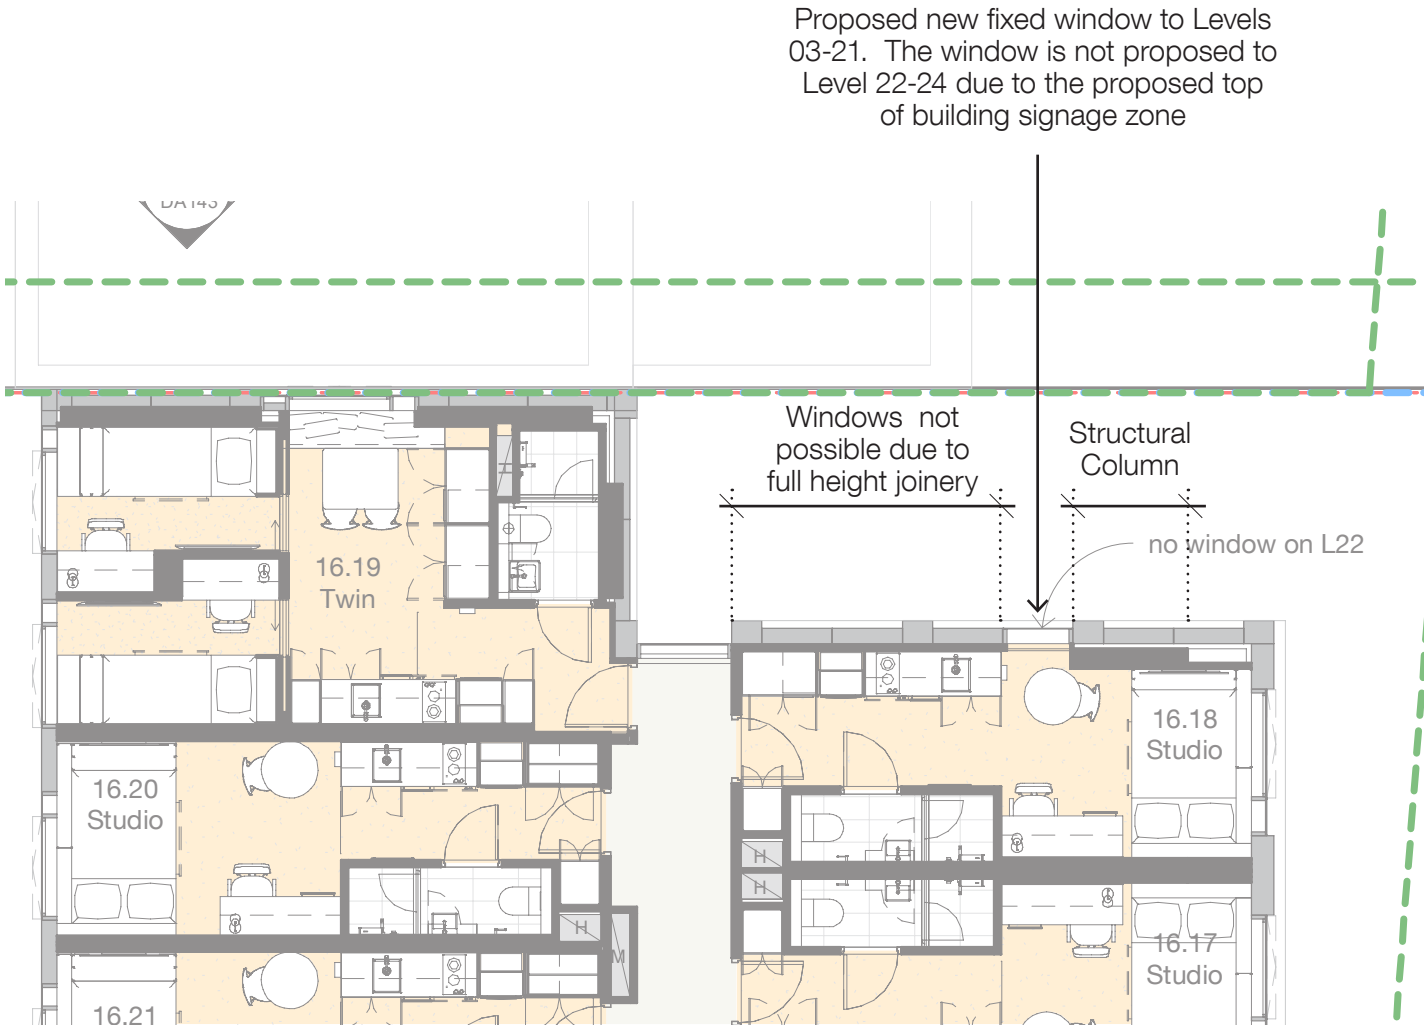 Proposed new fixed window to Levels
03-21. The window is not proposed to
Level 22-24 due to the proposed top
of building signage zone
DA143
Windows not
possible due to
full height joinery
Structural
Column
no window on L22
16.19
Twin
16.18
Studio
16.20
Studio
H
H
H
M
16.17
Studio
16.21